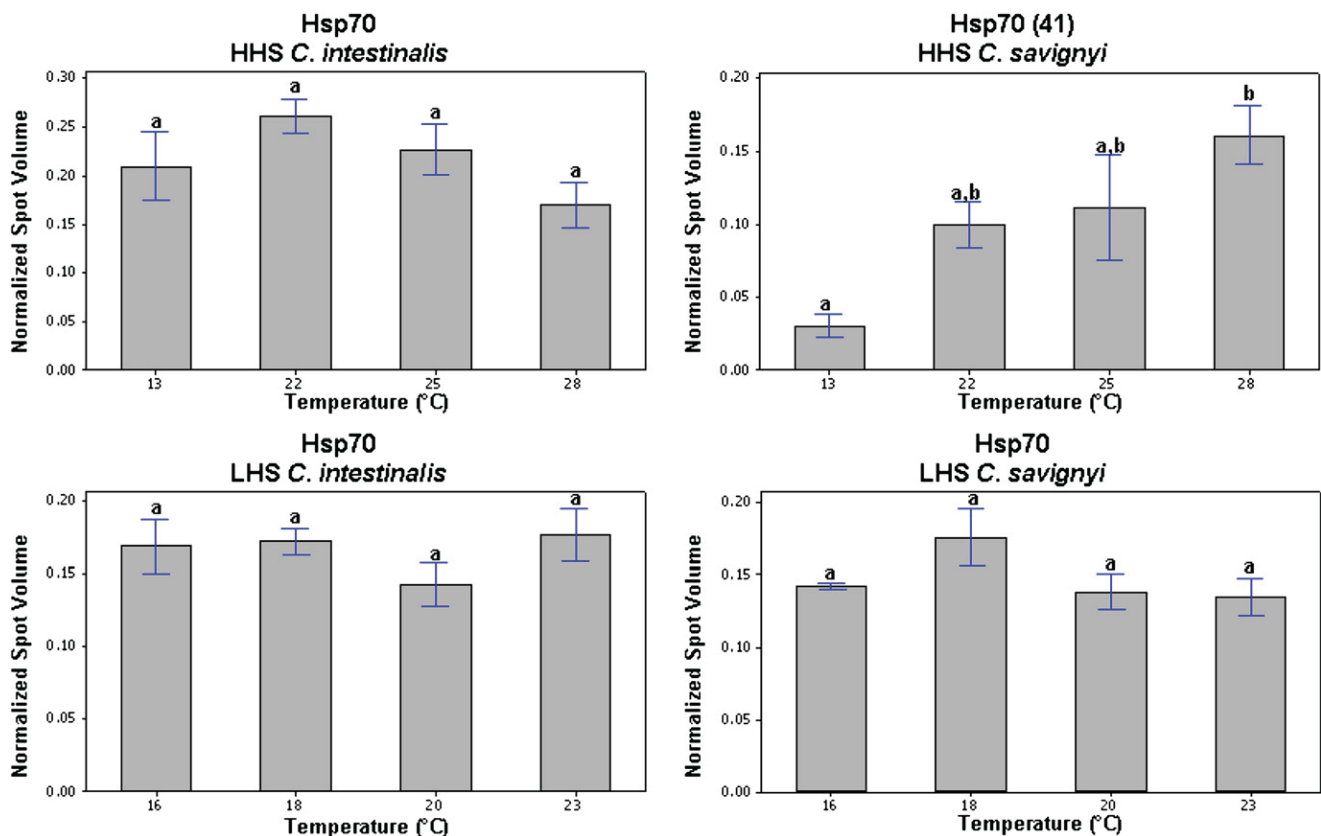 Hsp70
HHS C. intestinalis
Normalized Spot Volume
0.30
0.25
0.20
0.15
0.10
0.05
0.00
a
a
a
a
13 22 25 28
Temperature (°C)
Hsp70 (41)
HHS C. savignyi
Normalized Spot Volume
0.20
0.15
0.10
0.05
0.00
a
a,b
a,b
b
13 22 25 28
Temperature (°C)
Hsp70
LHS C. intestinalis
Normalized Spot Volume
0.20
0.15
0.10
0.05
0.00
a
a
a
a
16 18 20 23
Temperature (°C)
Hsp70
LHS C. savignyi
Normalized Spot Volume
0.20
0.15
0.10
0.05
0.00
a
a
a
a
16 18 20 23
Temperature (°C)